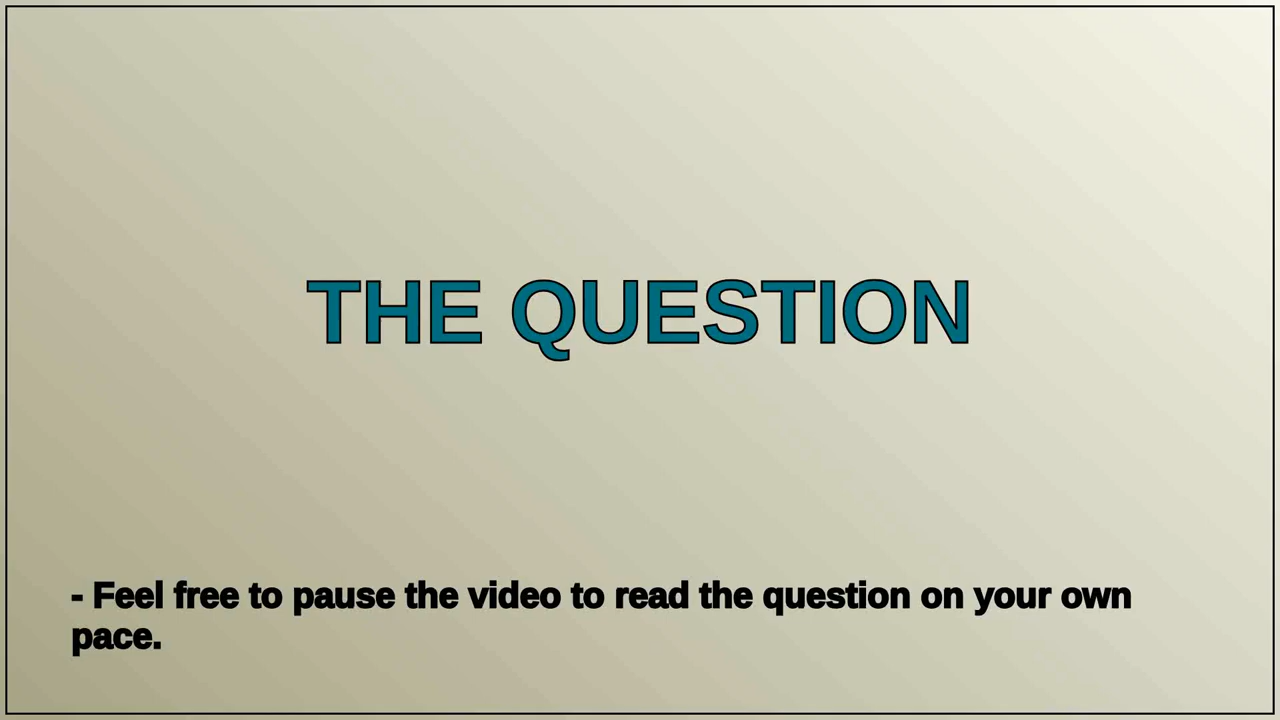 THE QUESTION
- Feel free to pause the video to read the question on your own
pace.